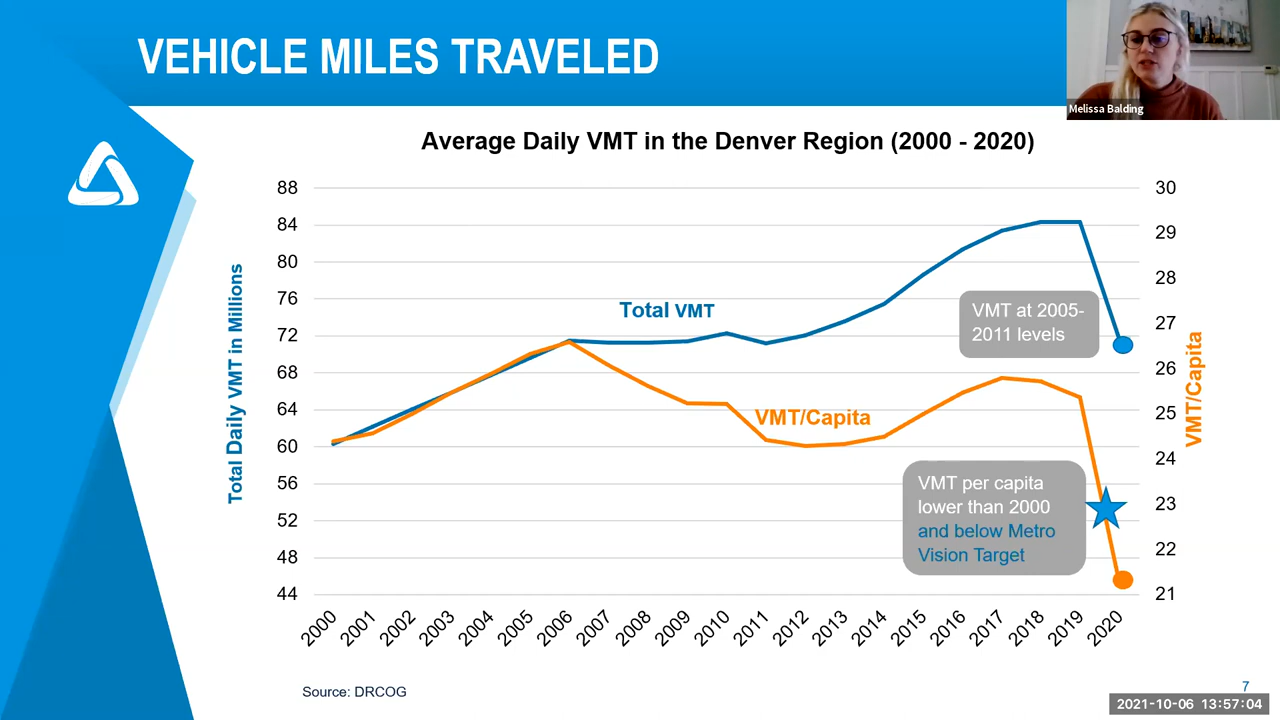 VEHICLE MILES TRAVELED
Melissa Balding
Average Daily VMT in the Denver Region (2000 - 2020)
88
84
80
76
72
68
64
60
56
52
48
44
Total Daily VMT in Millions
Total VMT
VMT/Capita
VMT at 2005-
2011 levels
VMT per capita
lower than 2000
and below Metro
Vision Target
30
29
28
27
26
25
24
23
22
21
VMT/Capita
2000 2001 2002 2003 2004 2005 2006 2007 2008 2009 2010 2011 2012 2013 2014 2015 2016 2017 2018 2019 2020
Source: DRCOG
7
2021-10-06 13:57:04